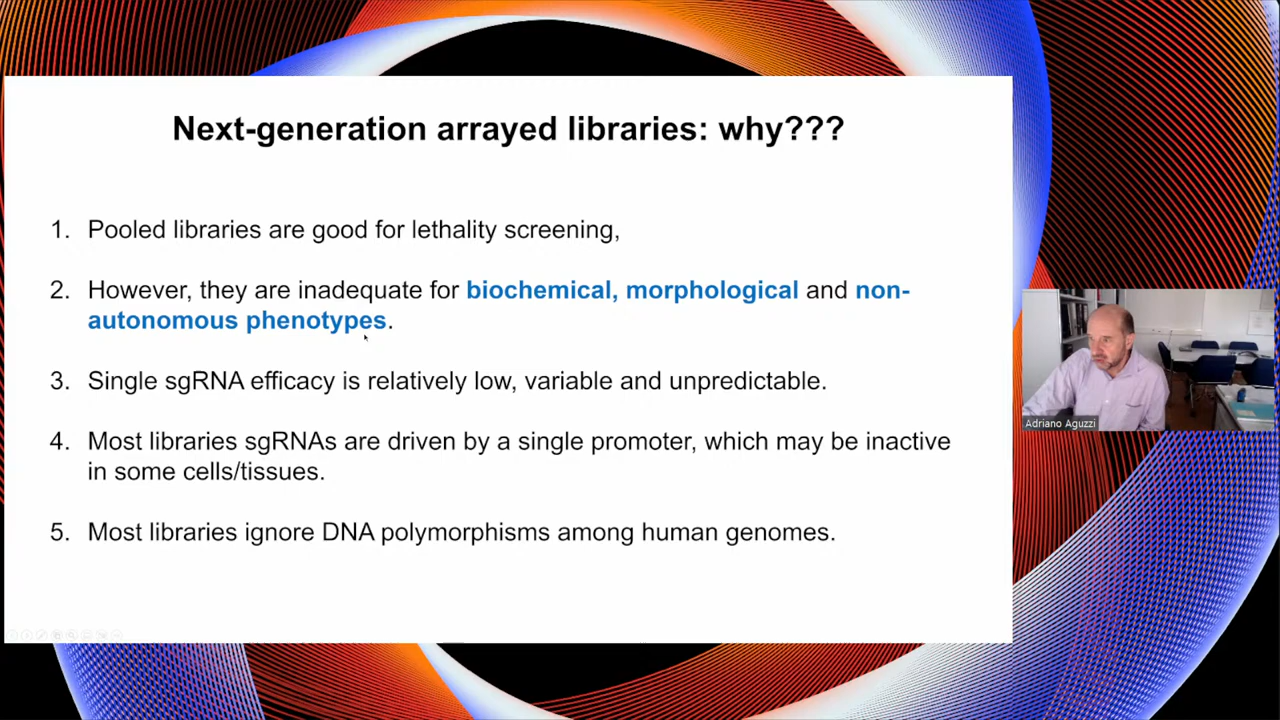 Next-generation arrayed libraries: why???
1. Pooled libraries are good for lethality screening,
2. However, they are inadequate for biochemical, morphological and non-
autonomous phenotypes.
3. Single sgRNA efficacy is relatively low, variable and unpredictable.
4. Most libraries sgRNAs are driven by a single promoter, which may be inactive
in some cells/tissues.
5. Most libraries ignore DNA polymorphisms among human genomes.
Adriano Aguzzi